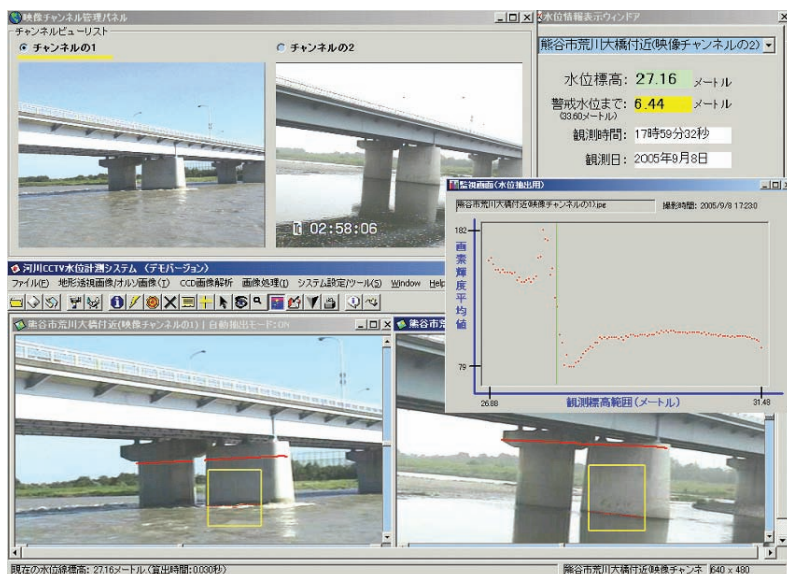 映像チャンネル管理パネル
チャンネルビューリスト
チャンネルの1
チャンネルの2
02:58:06
水位情報表示ウィンドア
熊谷市荒川大橋付近(映像チャンネルの2)
水位標高: 27.16 メートル
警戒水位まで: 6.44 メートル
(33.60メートル)
観測時間: 17時59分32秒
観測日: 2005年9月8日
監視画面(水位抽出用)
熊谷市荒川大橋付近(映像チャンネルの1).jpg
撮影時間: 2005/9/8 17:23:0
182
画素輝度平均値
79
26.88
観測標高範囲(メートル)
31.48
河川CCTV水位計測システム (デモバージョン)
ファイル(F) 地形透視画像/オルソ画像(T) CCD画像解析 画像処理(I) システム設定/ツール(S) Window Help
熊谷市荒川大橋付近(映像チャンネルの1) | 自動抽出モード:ON
熊谷市荒川大橋付近(映像
現在の水位線標高: 27.16メートル (算出時間:0.030秒)
熊谷市荒川大橋付近(映像チャンネ
640 x 480